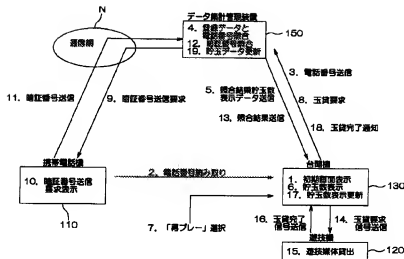 N
データ集計管理装置
通信網
4. 登録データと
電話番号照合
12. 暗証番号照合
19. 貯玉データ更新
150
3. 電話番号送信
11. 暗証番号送信
9. 暗証番号送信要求
5. 照合結果貯玉数
表示データ送信
8. 玉貸要求
13. 照合結果送信
18. 玉貸完了通知
携帯電話機
台間機
10. 暗証番号送信
要求表示
2. 電話番号読み取り
1. 初期画面表示
6. 貯玉数表示
17. 貯玉数表示更新
130
110
7. 「再プレー」選択
16. 玉貸完了
信号送信
14. 玉貸要求
信号送信
遊技機
15. 遊技媒体貸出
120